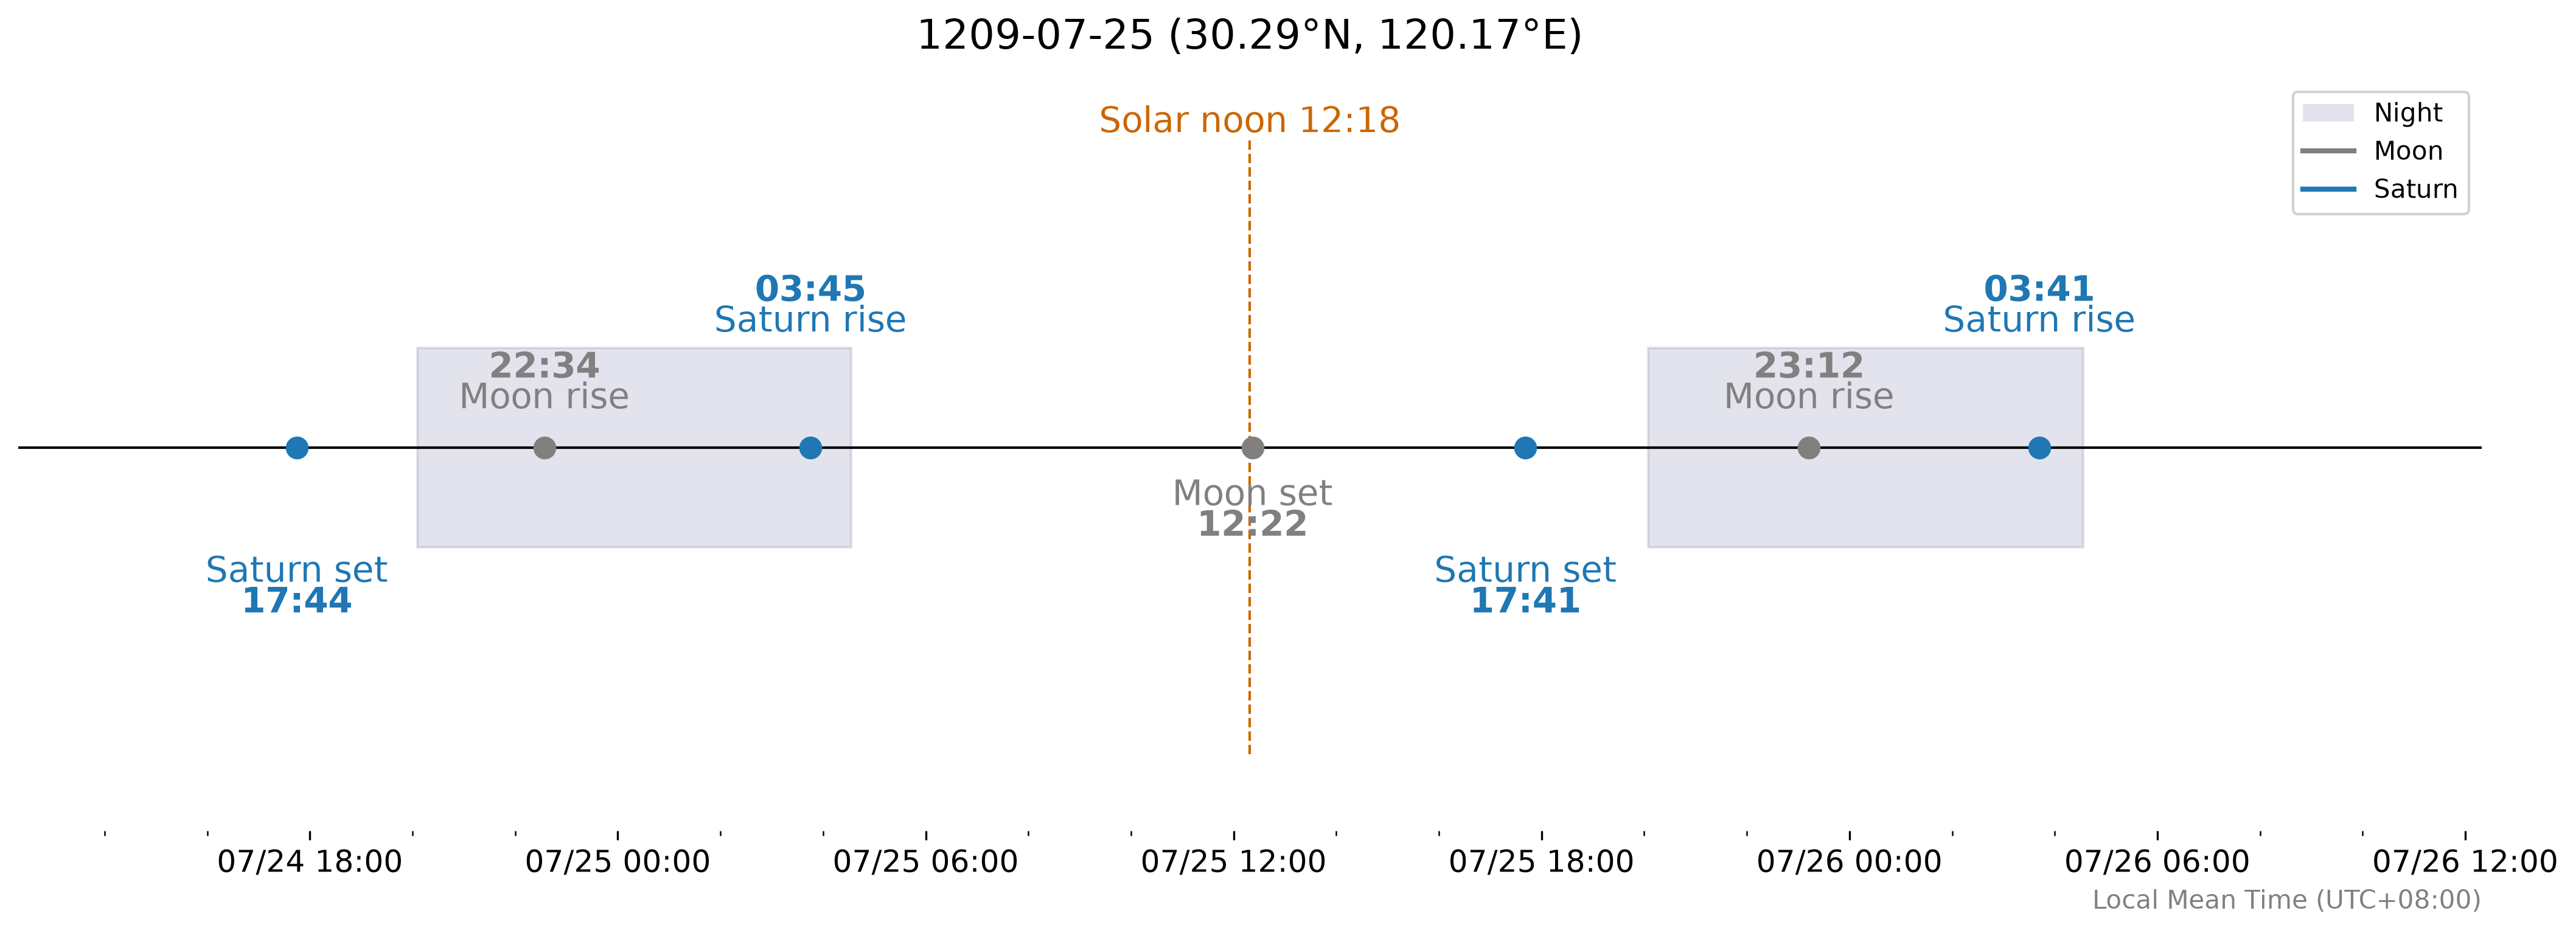 1209-07-25 (30.29°N, 120.17°E)
Solar noon 12:18
Night
Moon
Saturn
03:45
Saturn rise
03:41
Saturn rise
22:34
Moon rise
23:12
Moon rise
Moon set
12:22
Saturn set
17:44
Saturn set
17:41
07/24 18:00
07/25 00:00
07/25 06:00
07/25 12:00
07/25 18:00
07/26 00:00
07/26 06:00
07/26 12:00
Local Mean Time (UTC+08:00)